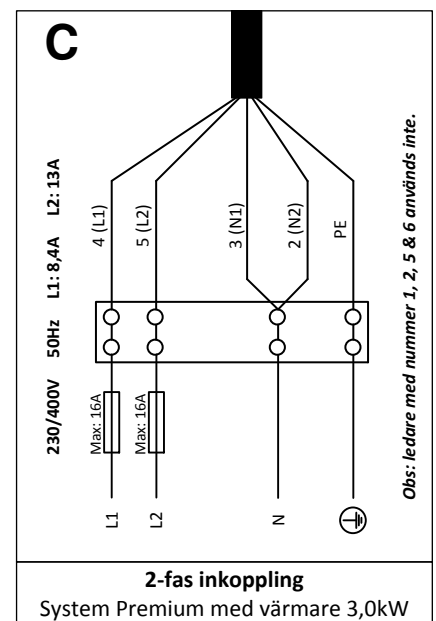 C
230/400V 50Hz L1: 8,4A L2: 13A
4 (L1)
5 (L2)
3 (N1)
2 (N2)
PE
Max: 16A
Max: 16A
L1
L2
N
Obs: ledare med nummer 1, 2, 5 & 6 används inte.
2-fas inkoppling
System Premium med värmare 3,0kW